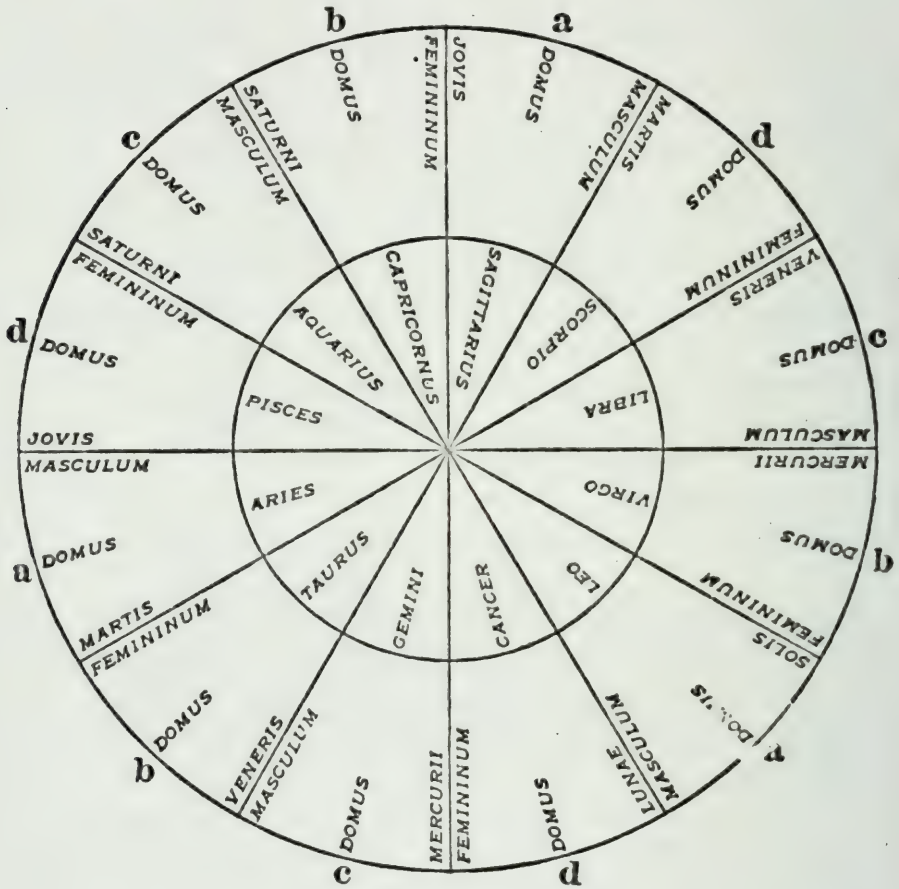 a
MASCULUM
DOMUS
MARTIS
ARIES
b
FEMININUM
DOMUS
VENERIS
TAURUS
c
MASCULUM
DOMUS
MERCURII
GEMINI
d
FEMININUM
DOMUS
LUNAE
CANCER
a
MASCULUM
DOMUS
SOLIS
LEO
b
FEMININUM
DOMUS
MERCURII
VIRGO
c
MASCULUM
DOMUS
VENERIS
LIBRA
d
FEMININUM
DOMUS
MARTIS
SCORPIO
a
MASCULUM
DOMUS
JOVIS
SAGITTARIUS
b
FEMININUM
DOMUS
SATURNI
CAPRICORNUS
c
MASCULUM
DOMUS
SATURNI
AQUARIUS
d
FEMININUM
DOMUS
JOVIS
PISCES